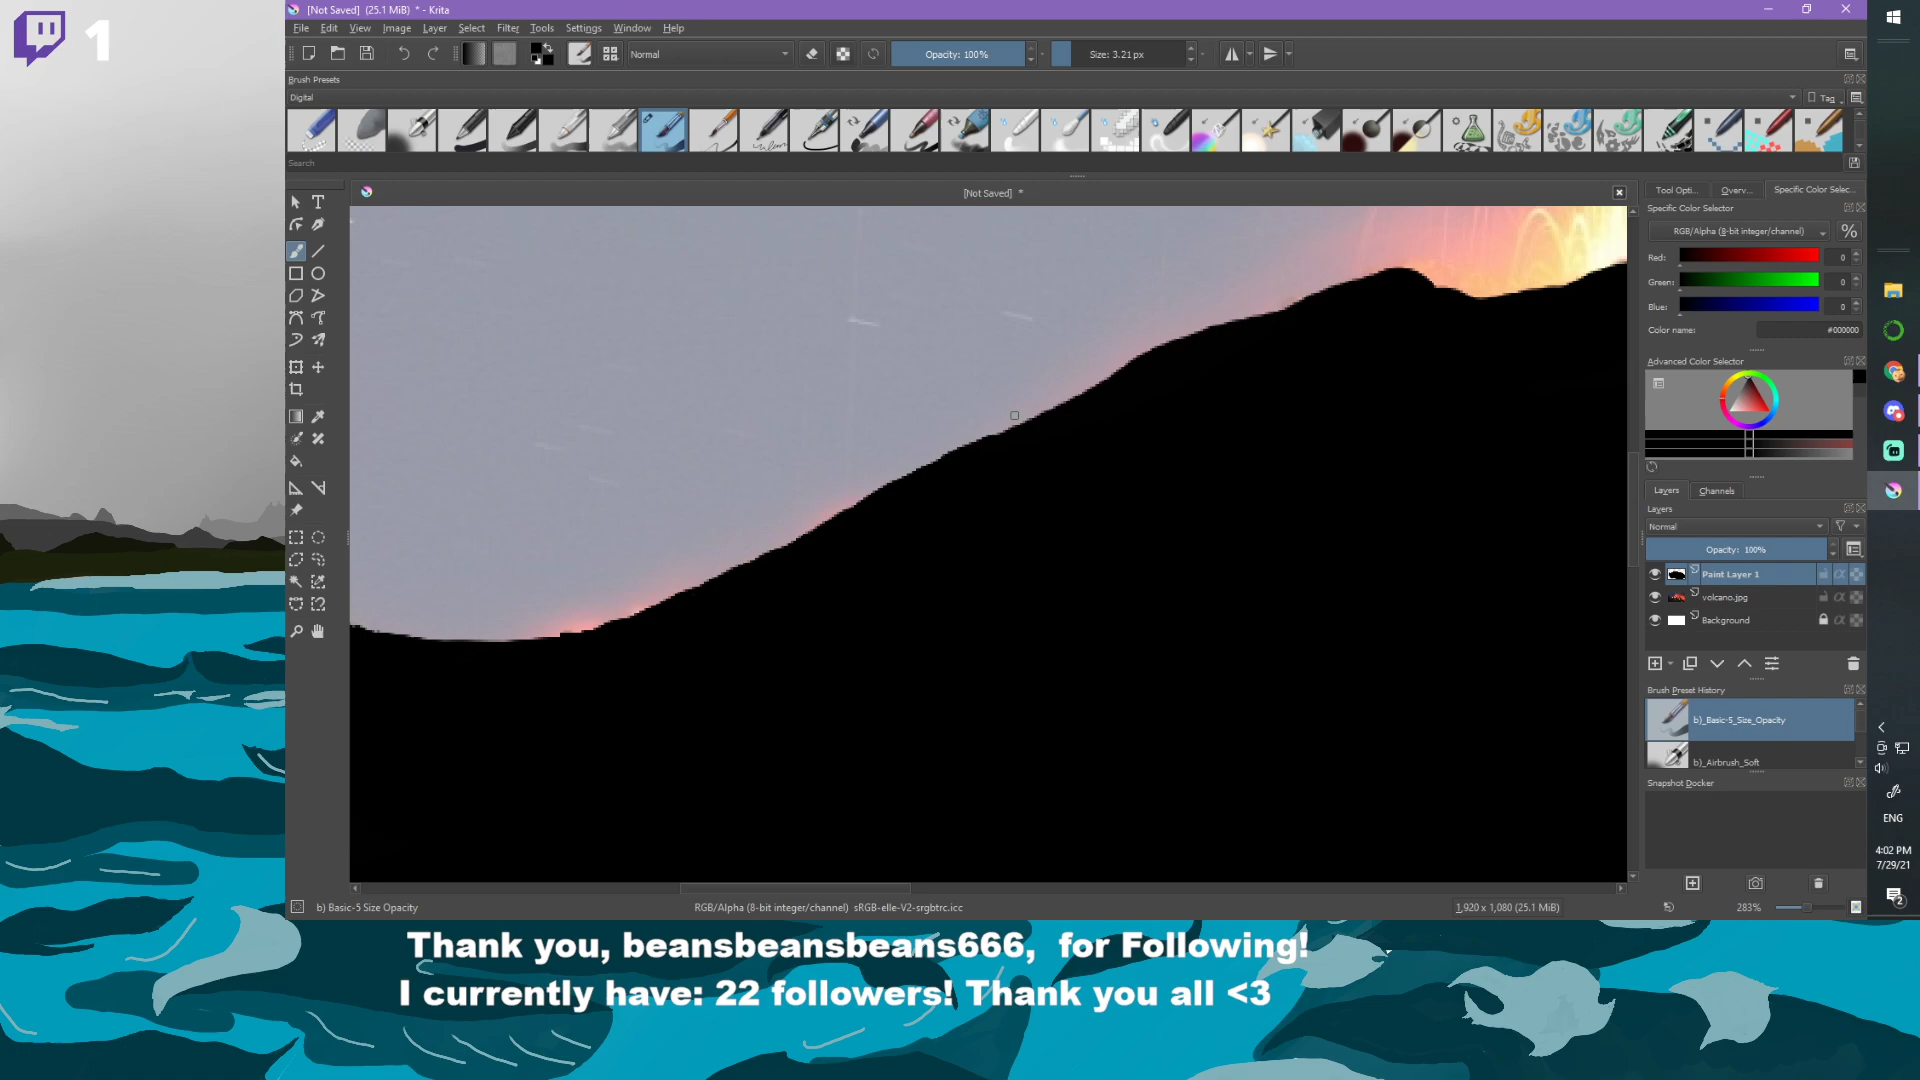 1
[Not Saved] (25.1 MiB) * - Krita
File Edit View Image Layer Select Filter Tools Settings Window Help
Normal
Opacity: 100%
Size: 3.21 px
Brush Presets
Digital
Tag
Search
[Not Saved] *
Tool Opti...
Overv...
Specific Color Selec...
Specific Color Selector
RGB/Alpha (8-bit integer/channel)
%
Red: 0
Green: 0
Blue: 0
Color name: #000000
Advanced Color Selector
Layers Channels
Layers
Normal
Opacity: 100%
Paint Layer 1
volcano.jpg
Background
Brush Preset History
b)_Basic-5_Size_Opacity
b)_Airbrush_Soft
Snapshot Docker
ENG
4:02 PM
7/29/21
2
b) Basic-5 Size Opacity
RGB/Alpha (8-bit integer/channel) sRGB-elle-V2-srgbtrc.icc
1,920 x 1,080 (25.1 MiB)
283%
Thank you, beansbeansbeans666, for Following!
I currently have: 22 followers! Thank you all <3